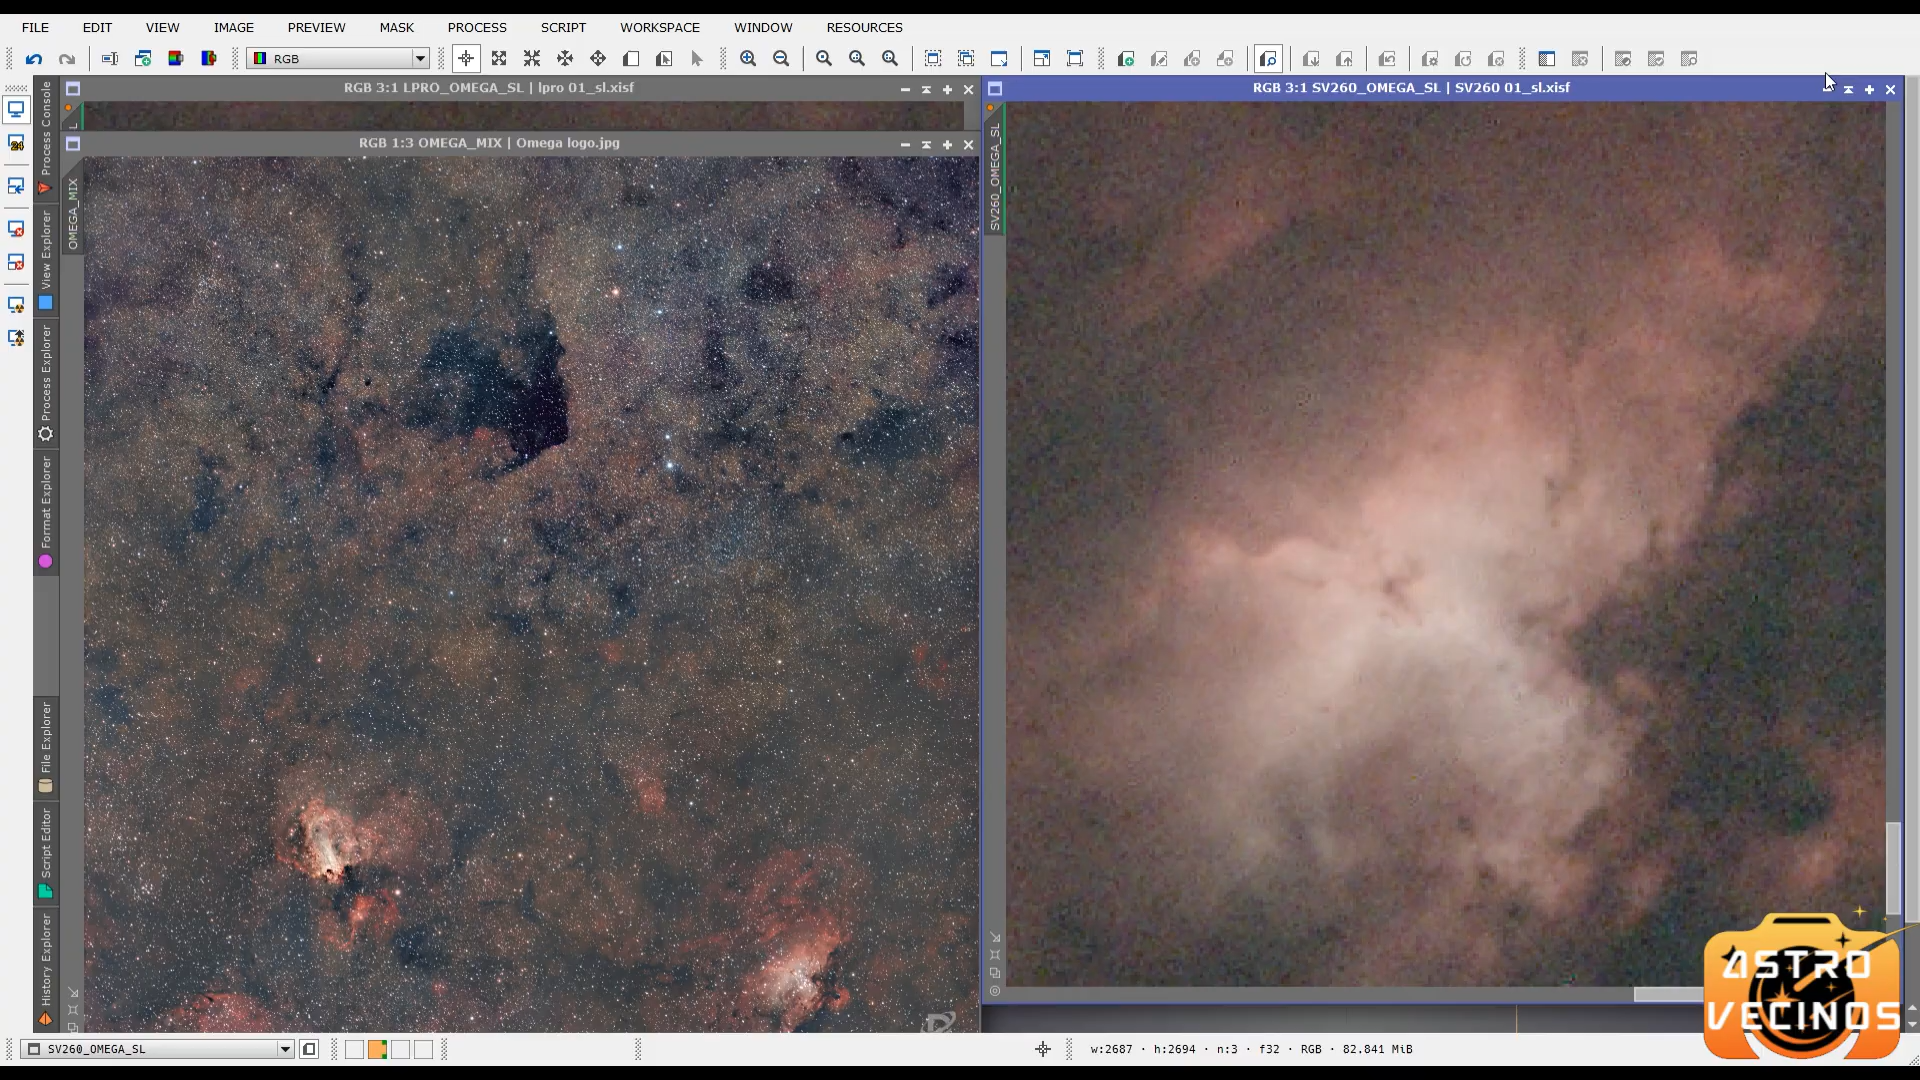 FILE EDIT VIEW IMAGE PREVIEW MASK PROCESS SCRIPT WORKSPACE WINDOW RESOURCES
RGB
RGB 3:1 LPRO_OMEGA_SL | lpro 01_sl.xisf
RGB 3:1 SV260_OMEGA_SL | SV260 01_sl.xisf
L
RGB 1:3 OMEGA_MIX | Omega logo.jpg
OMEGA_MIX
SV260_OMEGA_SL
Process Console
View Explorer
Process Explorer
Format Explorer
File Explorer
Script Editor
History Explorer
ASTRO
VECINOS
SV260_OMEGA_SL
w:2687 · h:2694 · n:3 · f32 · RGB · 82.841 MiB